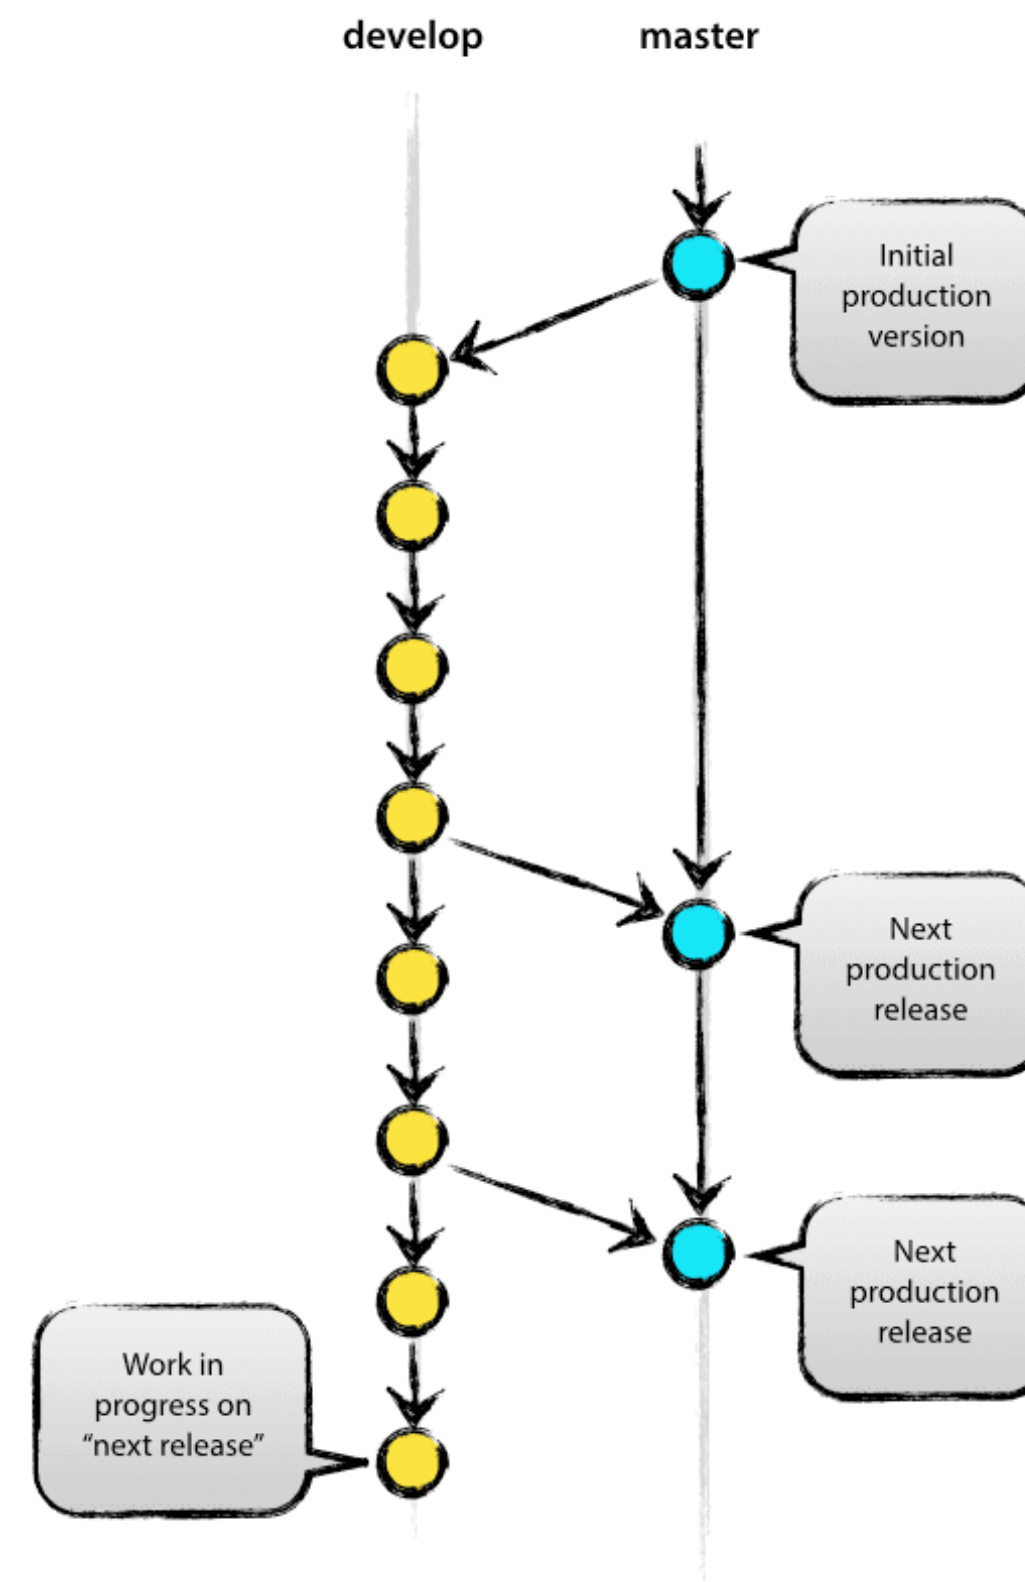 develop
master
Initial
production
version
Next
production
release
Next
production
release
Work in
progress on
“next release”